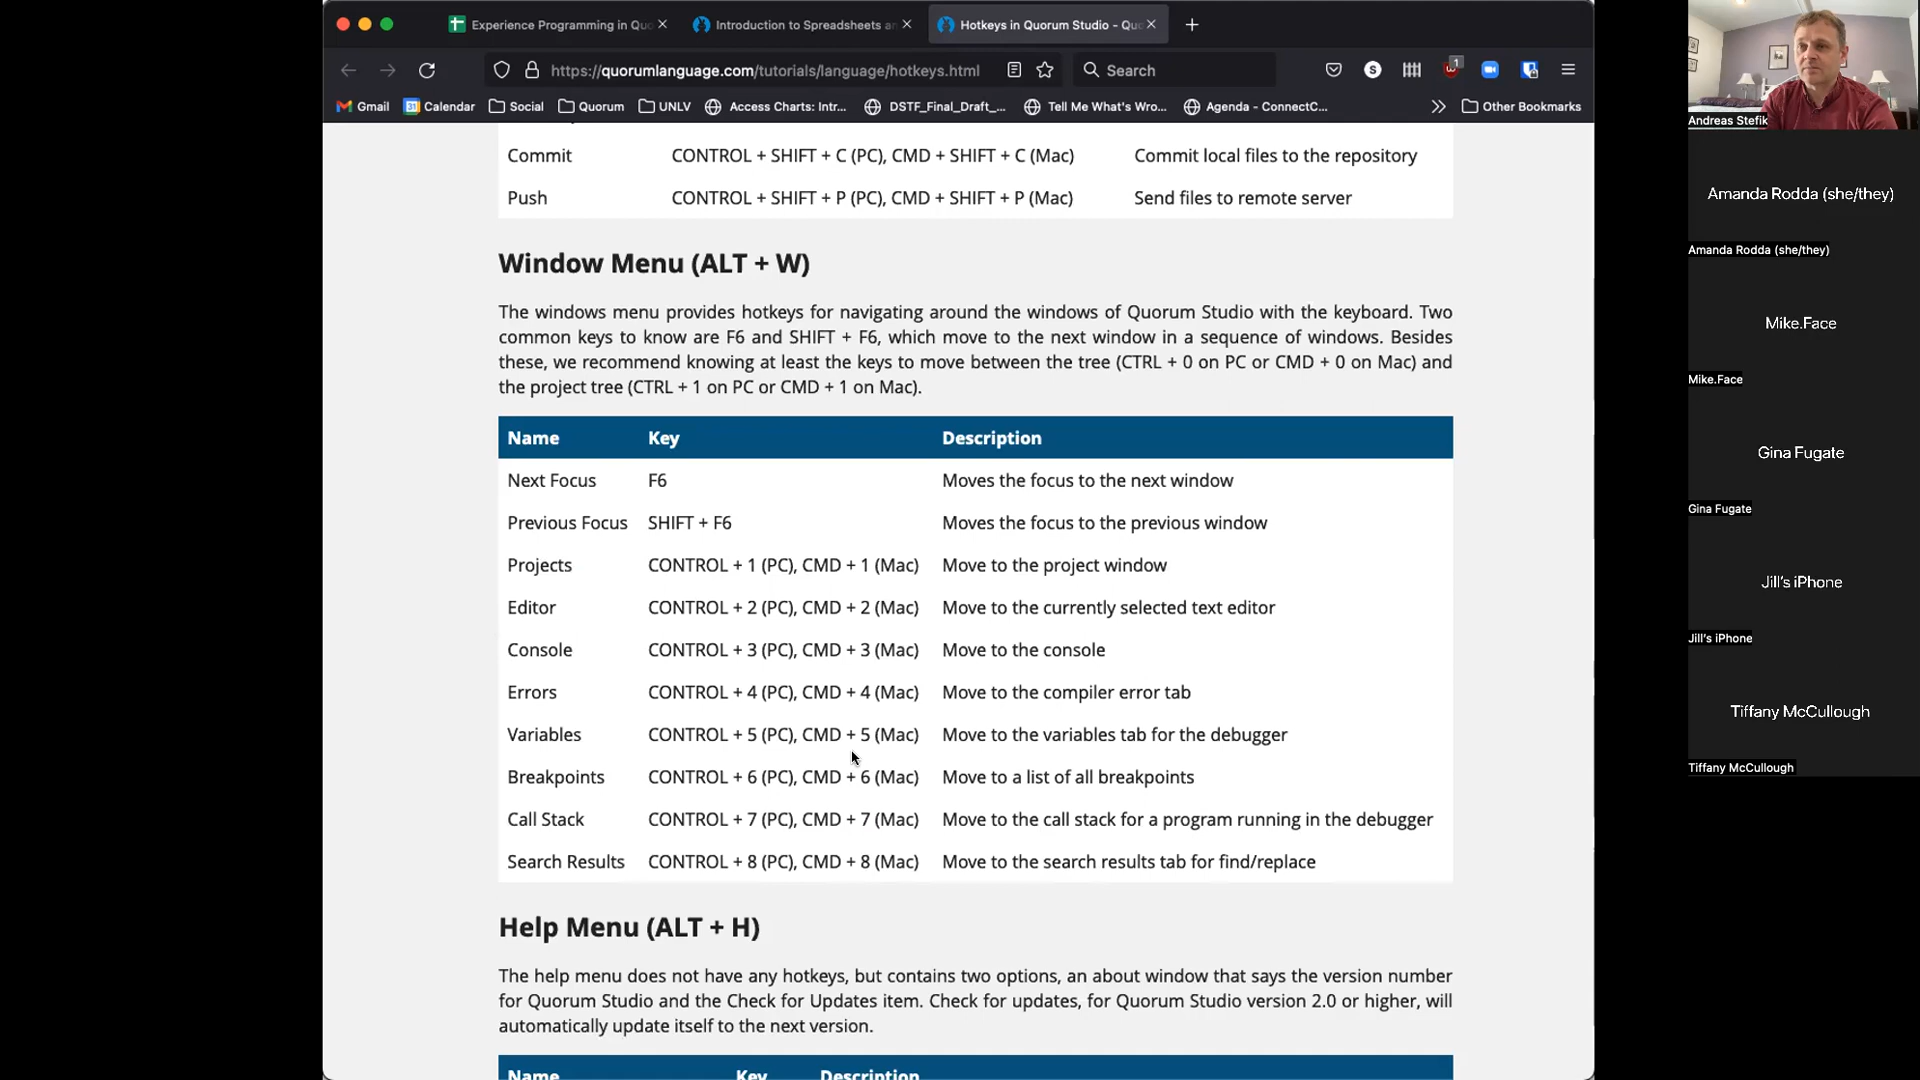 Experience Programming in Quo
Introduction to Spreadsheets an
Hotkeys in Quorum Studio - Quo
https://quorumlanguage.com/tutorials/language/hotkeys.html
Search
S
1
Gmail
31
Calendar
Social
Quorum
UNLV
Access Charts: Intr...
DSTF_Final_Draft_...
Tell Me What's Wro...
Agenda - ConnectC...
Other Bookmarks
Commit CONTROL + SHIFT + C (PC), CMD + SHIFT + C (Mac) Commit local files to the repository
Push CONTROL + SHIFT + P (PC), CMD + SHIFT + P (Mac) Send files to remote server
Window Menu (ALT + W)
The windows menu provides hotkeys for navigating around the windows of Quorum Studio with the keyboard. Two
common keys to know are F6 and SHIFT + F6, which move to the next window in a sequence of windows. Besides
these, we recommend knowing at least the keys to move between the tree (CTRL + 0 on PC or CMD + 0 on Mac) and
the project tree (CTRL + 1 on PC or CMD + 1 on Mac).
Name Key Description
Next Focus F6 Moves the focus to the next window
Previous Focus SHIFT + F6 Moves the focus to the previous window
Projects CONTROL + 1 (PC), CMD + 1 (Mac) Move to the project window
Editor CONTROL + 2 (PC), CMD + 2 (Mac) Move to the currently selected text editor
Console CONTROL + 3 (PC), CMD + 3 (Mac) Move to the console
Errors CONTROL + 4 (PC), CMD + 4 (Mac) Move to the compiler error tab
Variables CONTROL + 5 (PC), CMD + 5 (Mac) Move to the variables tab for the debugger
Breakpoints CONTROL + 6 (PC), CMD + 6 (Mac) Move to a list of all breakpoints
Call Stack CONTROL + 7 (PC), CMD + 7 (Mac) Move to the call stack for a program running in the debugger
Search Results CONTROL + 8 (PC), CMD + 8 (Mac) Move to the search results tab for find/replace
Help Menu (ALT + H)
The help menu does not have any hotkeys, but contains two options, an about window that says the version number
for Quorum Studio and the Check for Updates item. Check for updates, for Quorum Studio version 2.0 or higher, will
automatically update itself to the next version.
Name Key Description
Andreas Stefik
Amanda Rodda (she/they)
Amanda Rodda (she/they)
Mike.Face
Mike.Face
Gina Fugate
Gina Fugate
Jill's iPhone
Jill's iPhone
Tiffany McCullough
Tiffany McCullough